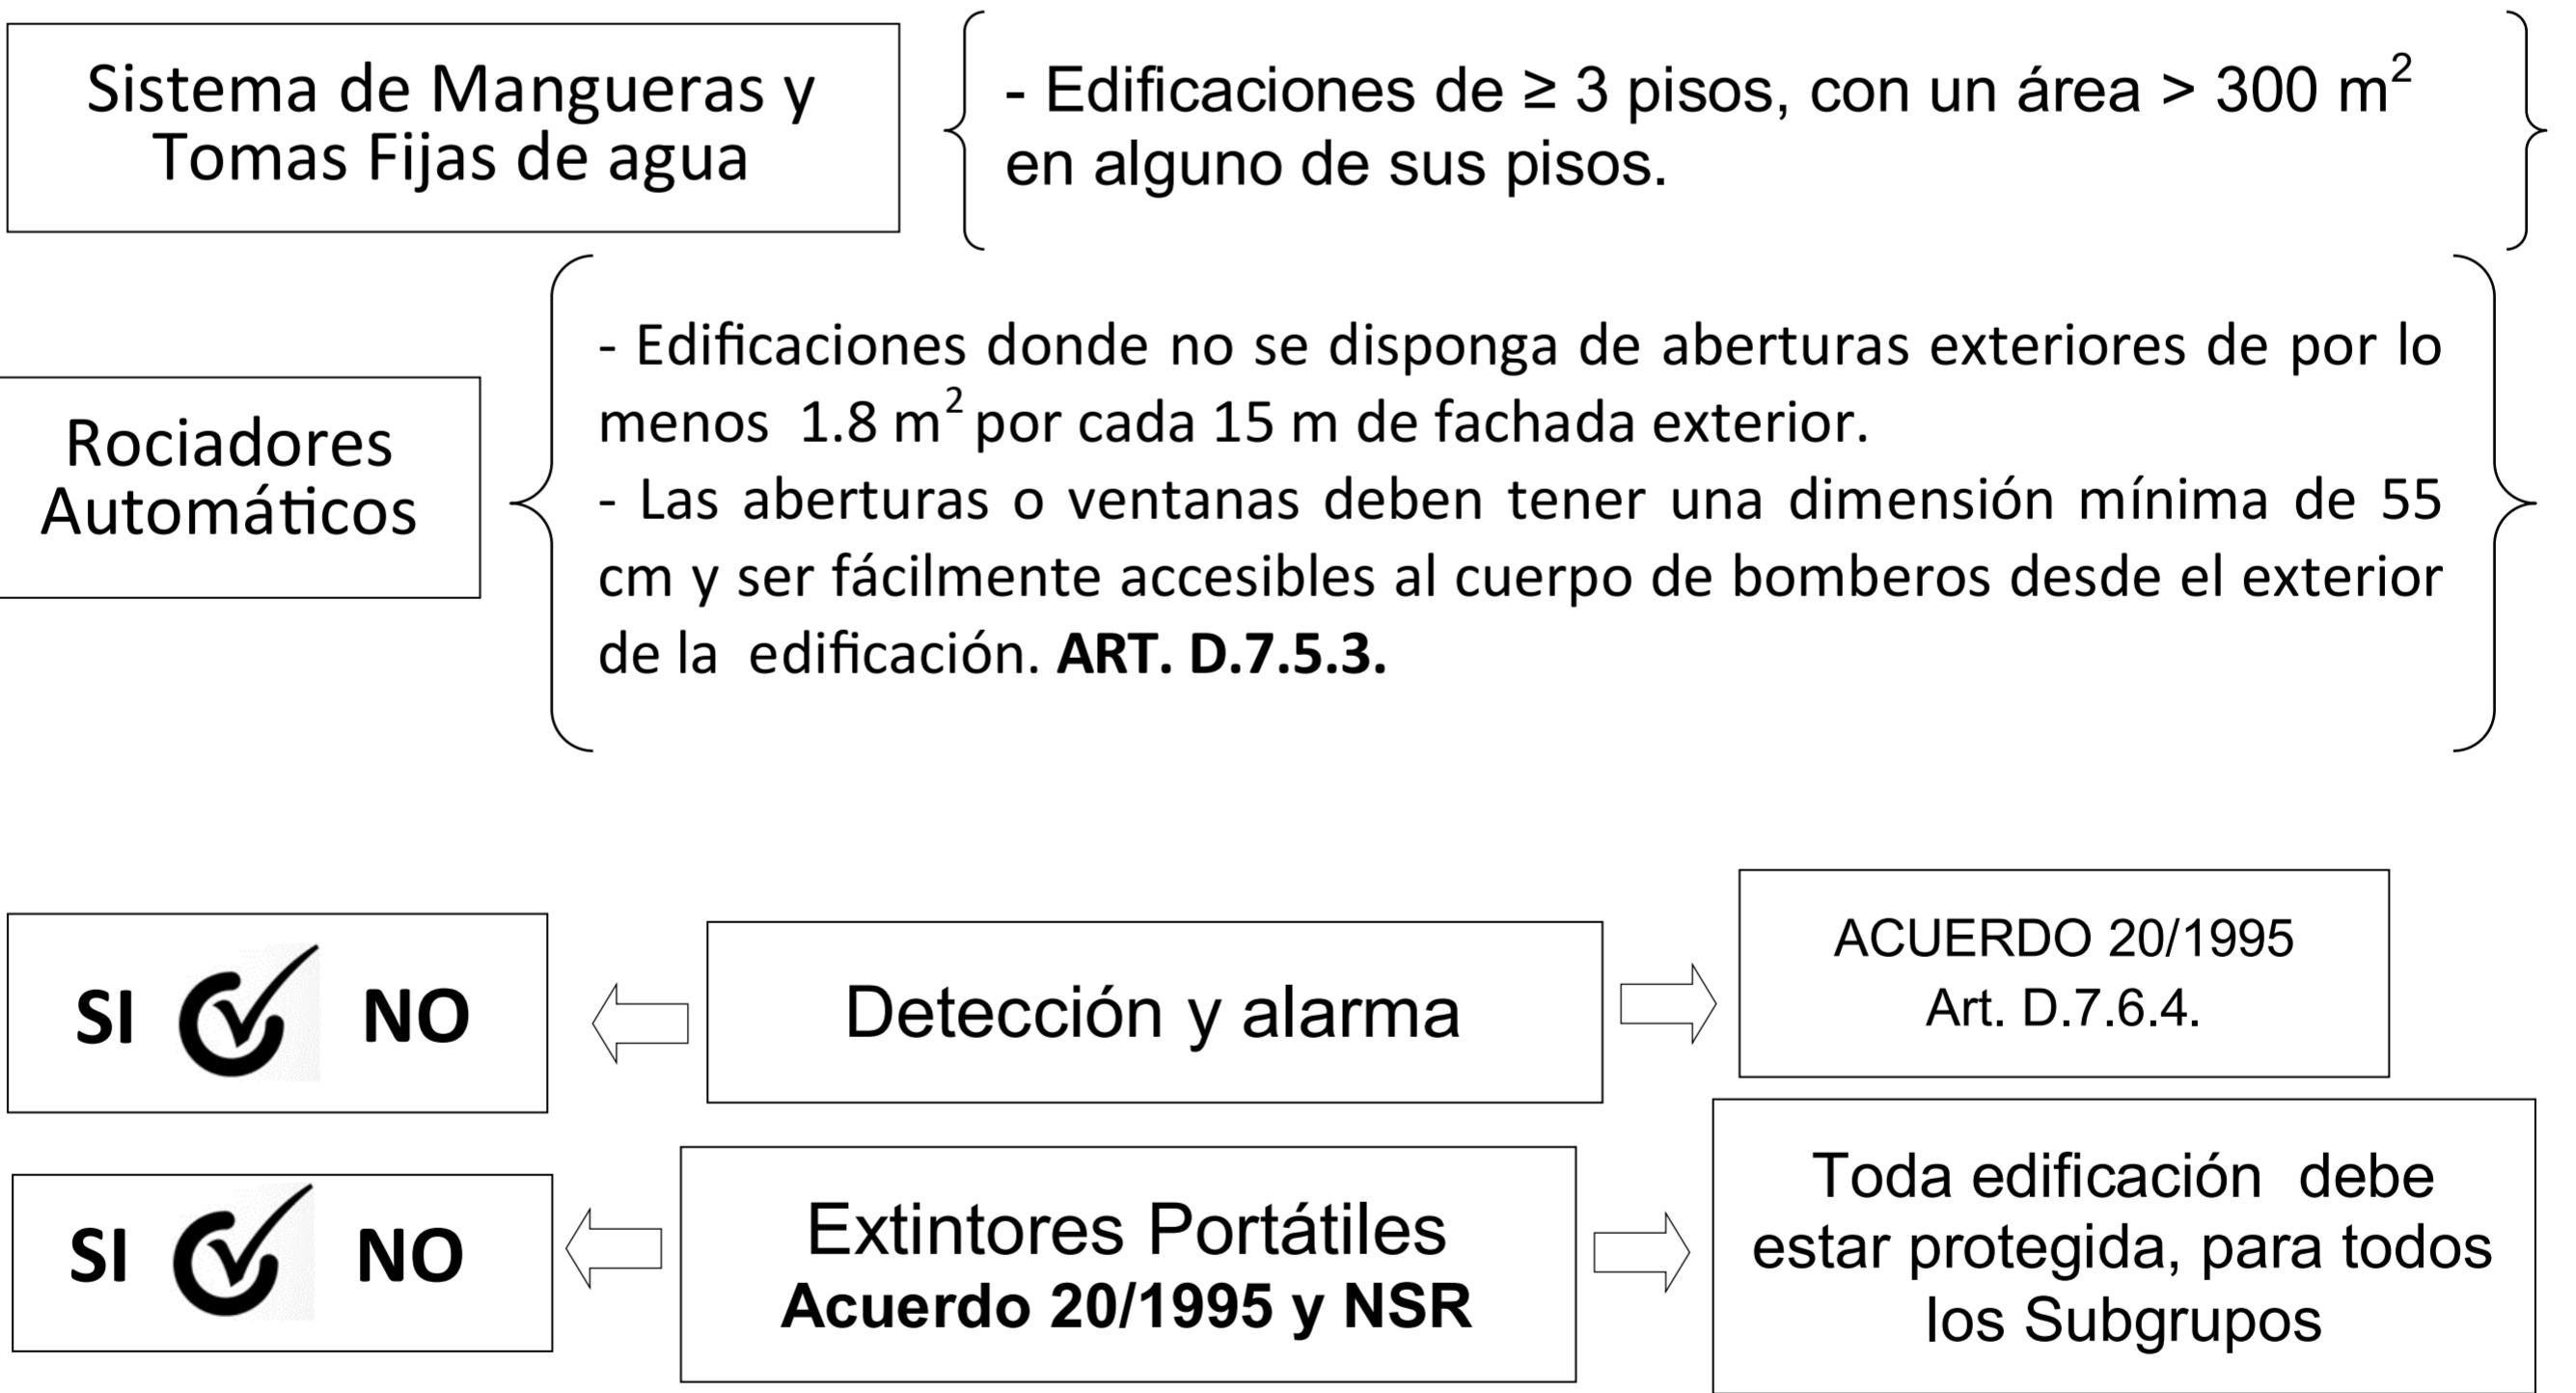 Sistema de Mangueras y
Tomas Fijas de agua
- Edificaciones de ≥ 3 pisos, con un área > 300 m²
en alguno de sus pisos.
Rociadores
Automáticos
- Edificaciones donde no se disponga de aberturas exteriores de por lo
menos 1.8 m² por cada 15 m de fachada exterior.
- Las aberturas o ventanas deben tener una dimensión mínima de 55
cm y ser fácilmente accesibles al cuerpo de bomberos desde el exterior
de la edificación. ART. D.7.5.3.
SI NO
Detección y alarma
ACUERDO 20/1995
Art. D.7.6.4.
SI NO
Extintores Portátiles
Acuerdo 20/1995 y NSR
Toda edificación debe
estar protegida, para todos
los Subgrupos